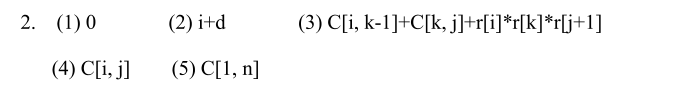 2. (1) 0 (2) i+d (3) C[i, k-1]+C[k, j]+r[i]*r[k]*r[j+1]
(4) C[i, j] (5) C[1, n]